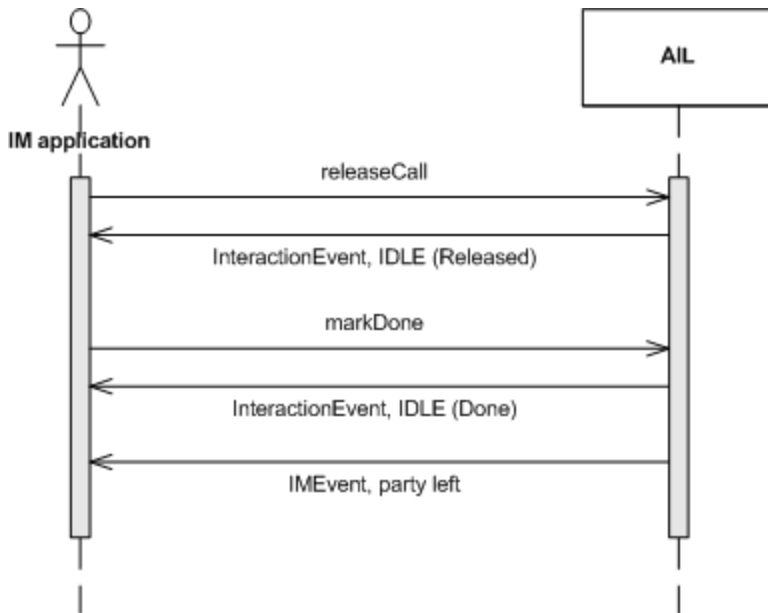 AIL
IM application
releaseCall
InteractionEvent, IDLE (Released)
markDone
InteractionEvent, IDLE (Done)
IMEvent, party left